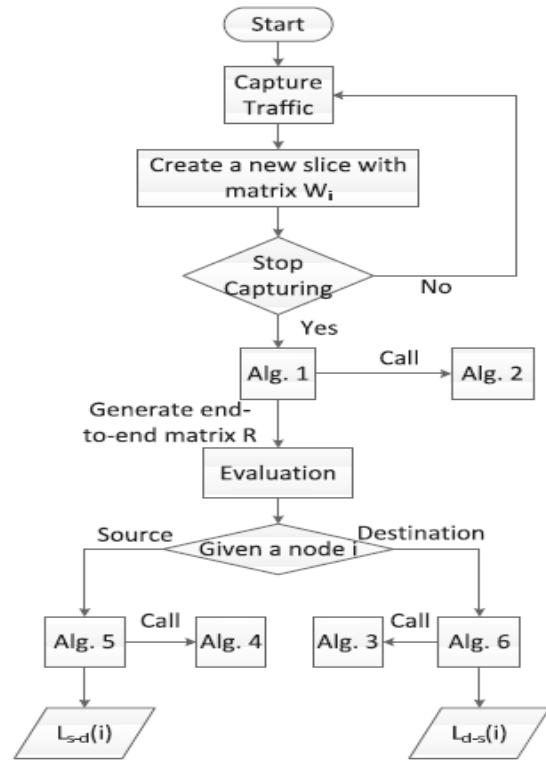 Start
Capture
Traffic
Create a new slice with
matrix Wi
Stop
Capturing
No
Yes
Alg. 1
Call
Alg. 2
Generate end-
to-end matrix R
Evaluation
Source
Given a node i
Destination
Alg. 5
Call
Alg. 4
Alg. 3
Call
Alg. 6
Ls-d(i)
Ld-s(i)